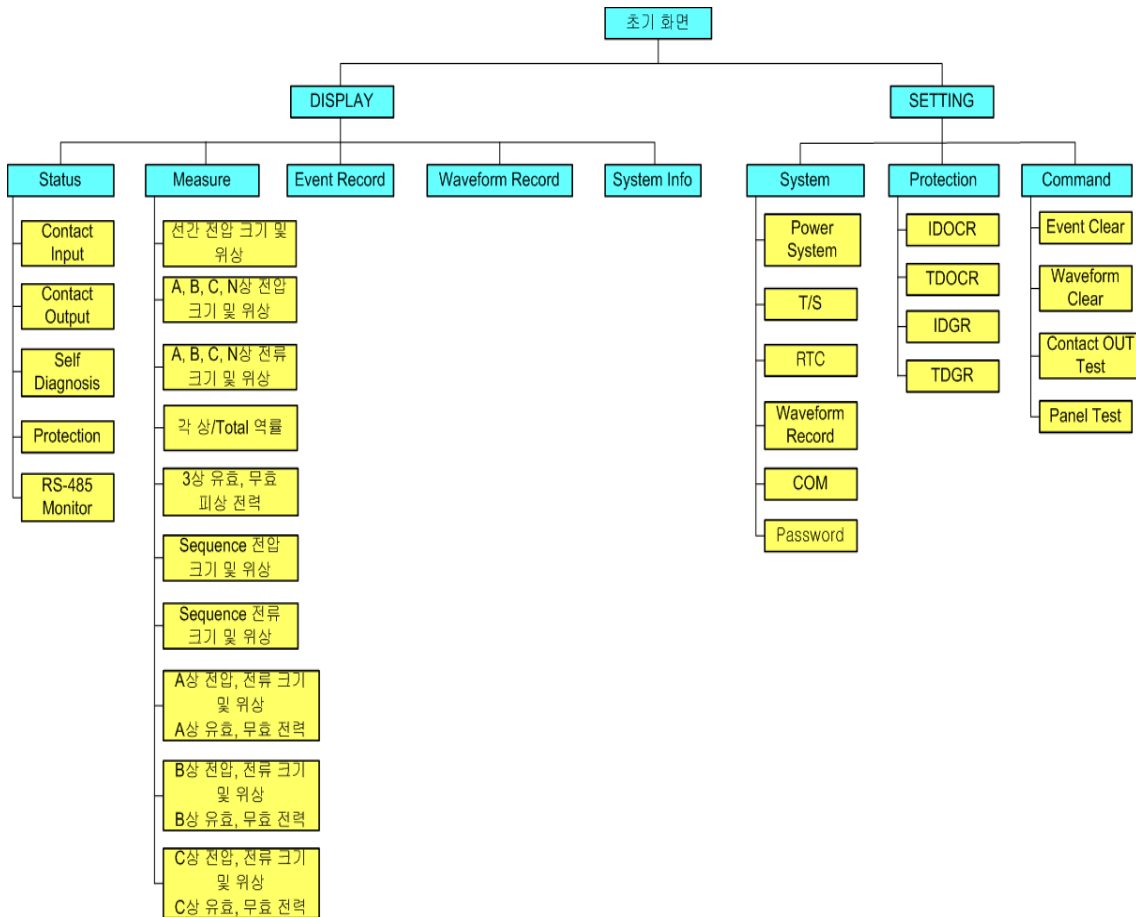 초기 화면
DISPLAY
SETTING
Status
Measure
Event Record
Waveform Record
System Info
System
Protection
Command
Contact
Input
Contact
Output
Self
Diagnosis
Protection
RS-485
Monitor
선간 전압 크기 및
위상
A, B, C, N상 전압
크기 및 위상
A, B, C, N상 전류
크기 및 위상
각 상/Total 역률
3상 유효, 무효
피상 전력
Sequence 전압
크기 및 위상
Sequence 전류
크기 및 위상
A상 전압, 전류 크기
및 위상
A상 유효, 무효 전력
B상 전압, 전류 크기
및 위상
B상 유효, 무효 전력
C상 전압, 전류 크기
및 위상
C상 유효, 무효 전력
Power
System
T/S
RTC
Waveform
Record
COM
Password
IDOCR
TDOCR
IDGR
TDGR
Event Clear
Waveform
Clear
Contact OUT
Test
Panel Test